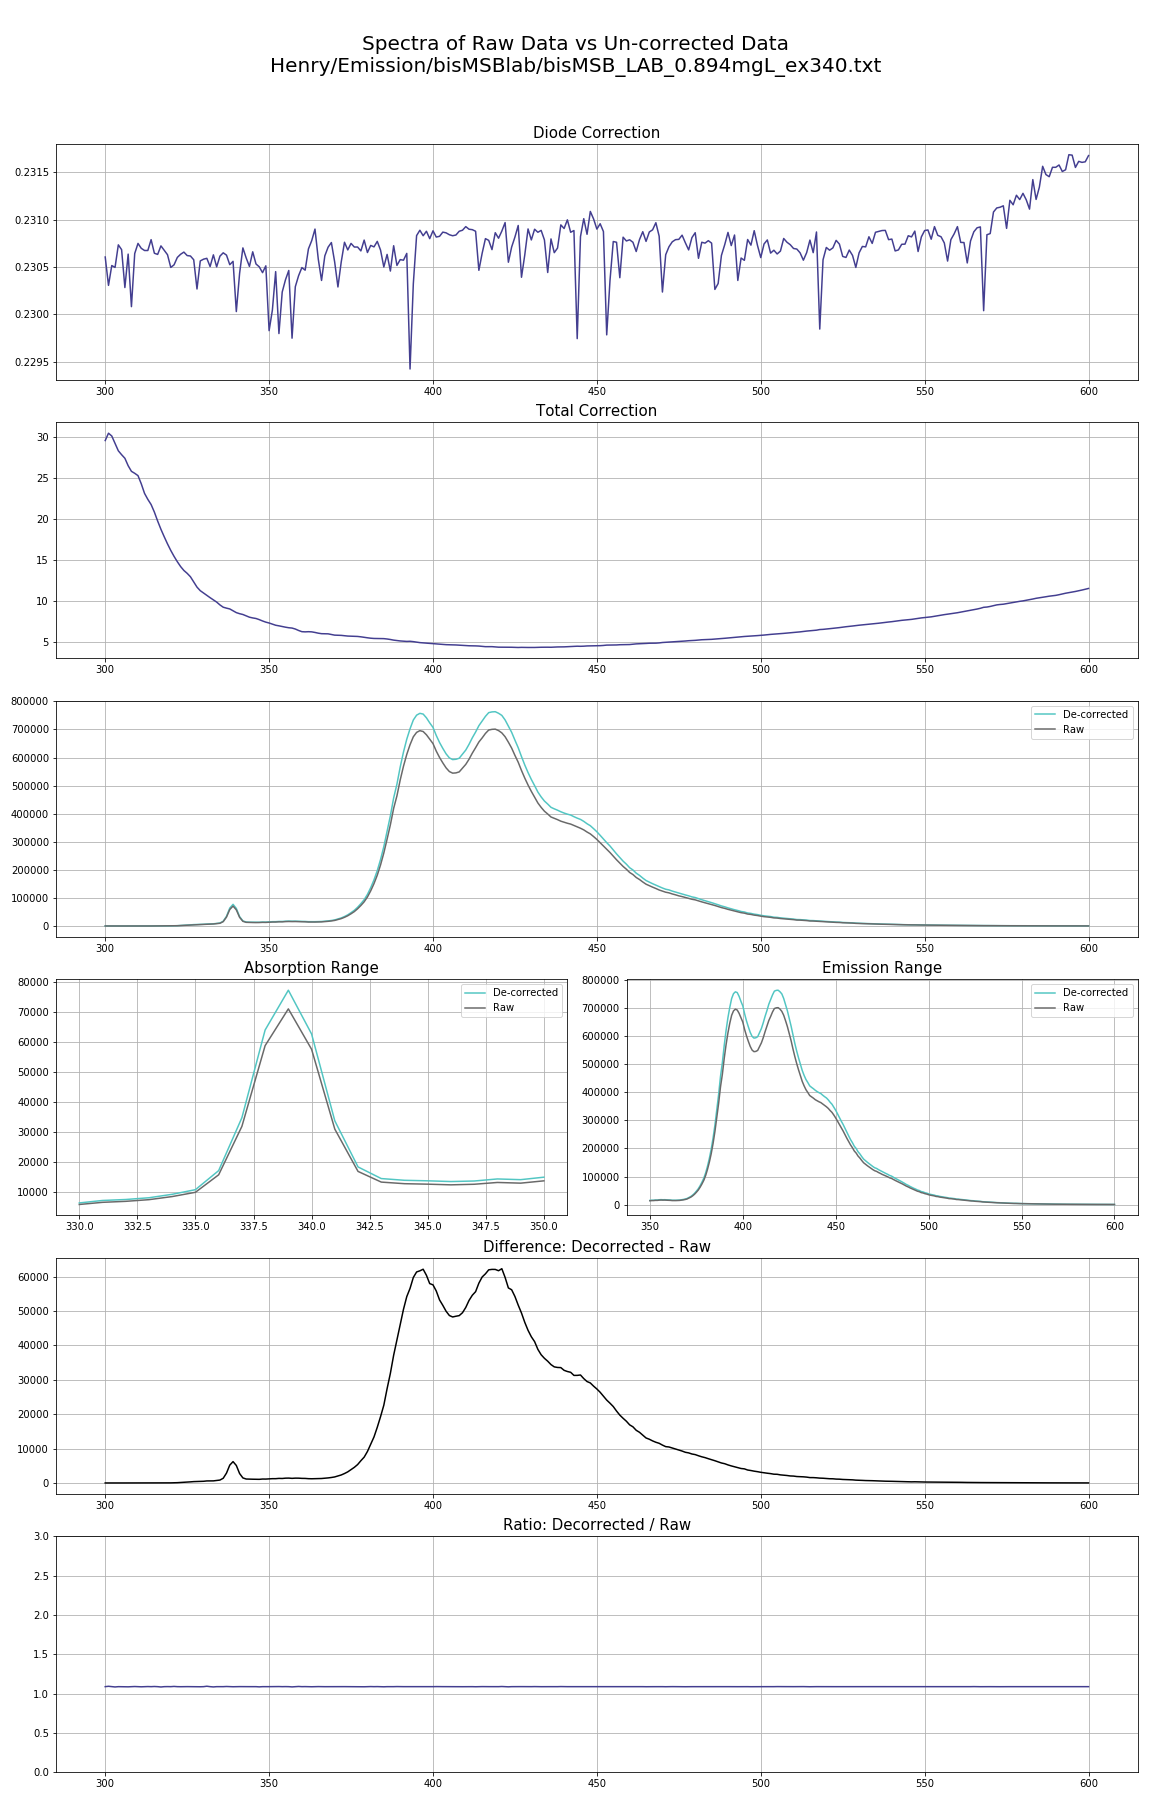 Spectra of Raw Data vs Un-corrected Data
Henry/Emission/bisMSBlab/bisMSB_LAB_0.894mgL_ex340.txt
Diode Correction
0.2315
0.2310
0.2305
0.2300
0.2295
300 350 400 450 500 550 600
Total Correction
30
25
20
15
10
5
300 350 400 450 500 550 600
800000
700000
600000
500000
400000
300000
200000
100000
0
De-corrected
Raw
300 350 400 450 500 550 600
Absorption Range
80000
70000
60000
50000
40000
30000
20000
10000
De-corrected
Raw
330.0 332.5 335.0 337.5 340.0 342.5 345.0 347.5 350.0
Emission Range
800000
700000
600000
500000
400000
300000
200000
100000
0
De-corrected
Raw
350 400 450 500 550 600
Difference: Decorrected - Raw
60000
50000
40000
30000
20000
10000
0
300 350 400 450 500 550 600
Ratio: Decorrected / Raw
3.0
2.5
2.0
1.5
1.0
0.5
0.0
300 350 400 450 500 550 600